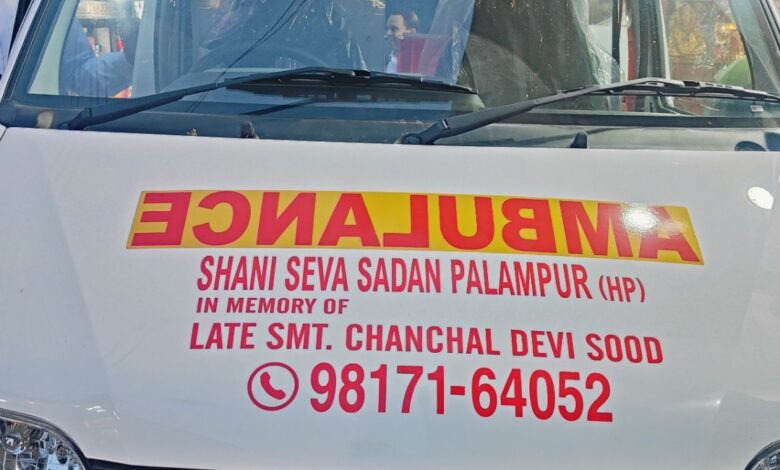 AMBULANCE
SHANI SEVA SADAN PALAMPUR (HP)
IN MEMORY OF
LATE SMT. CHANCHAL DEVI SOOD
98171-64052